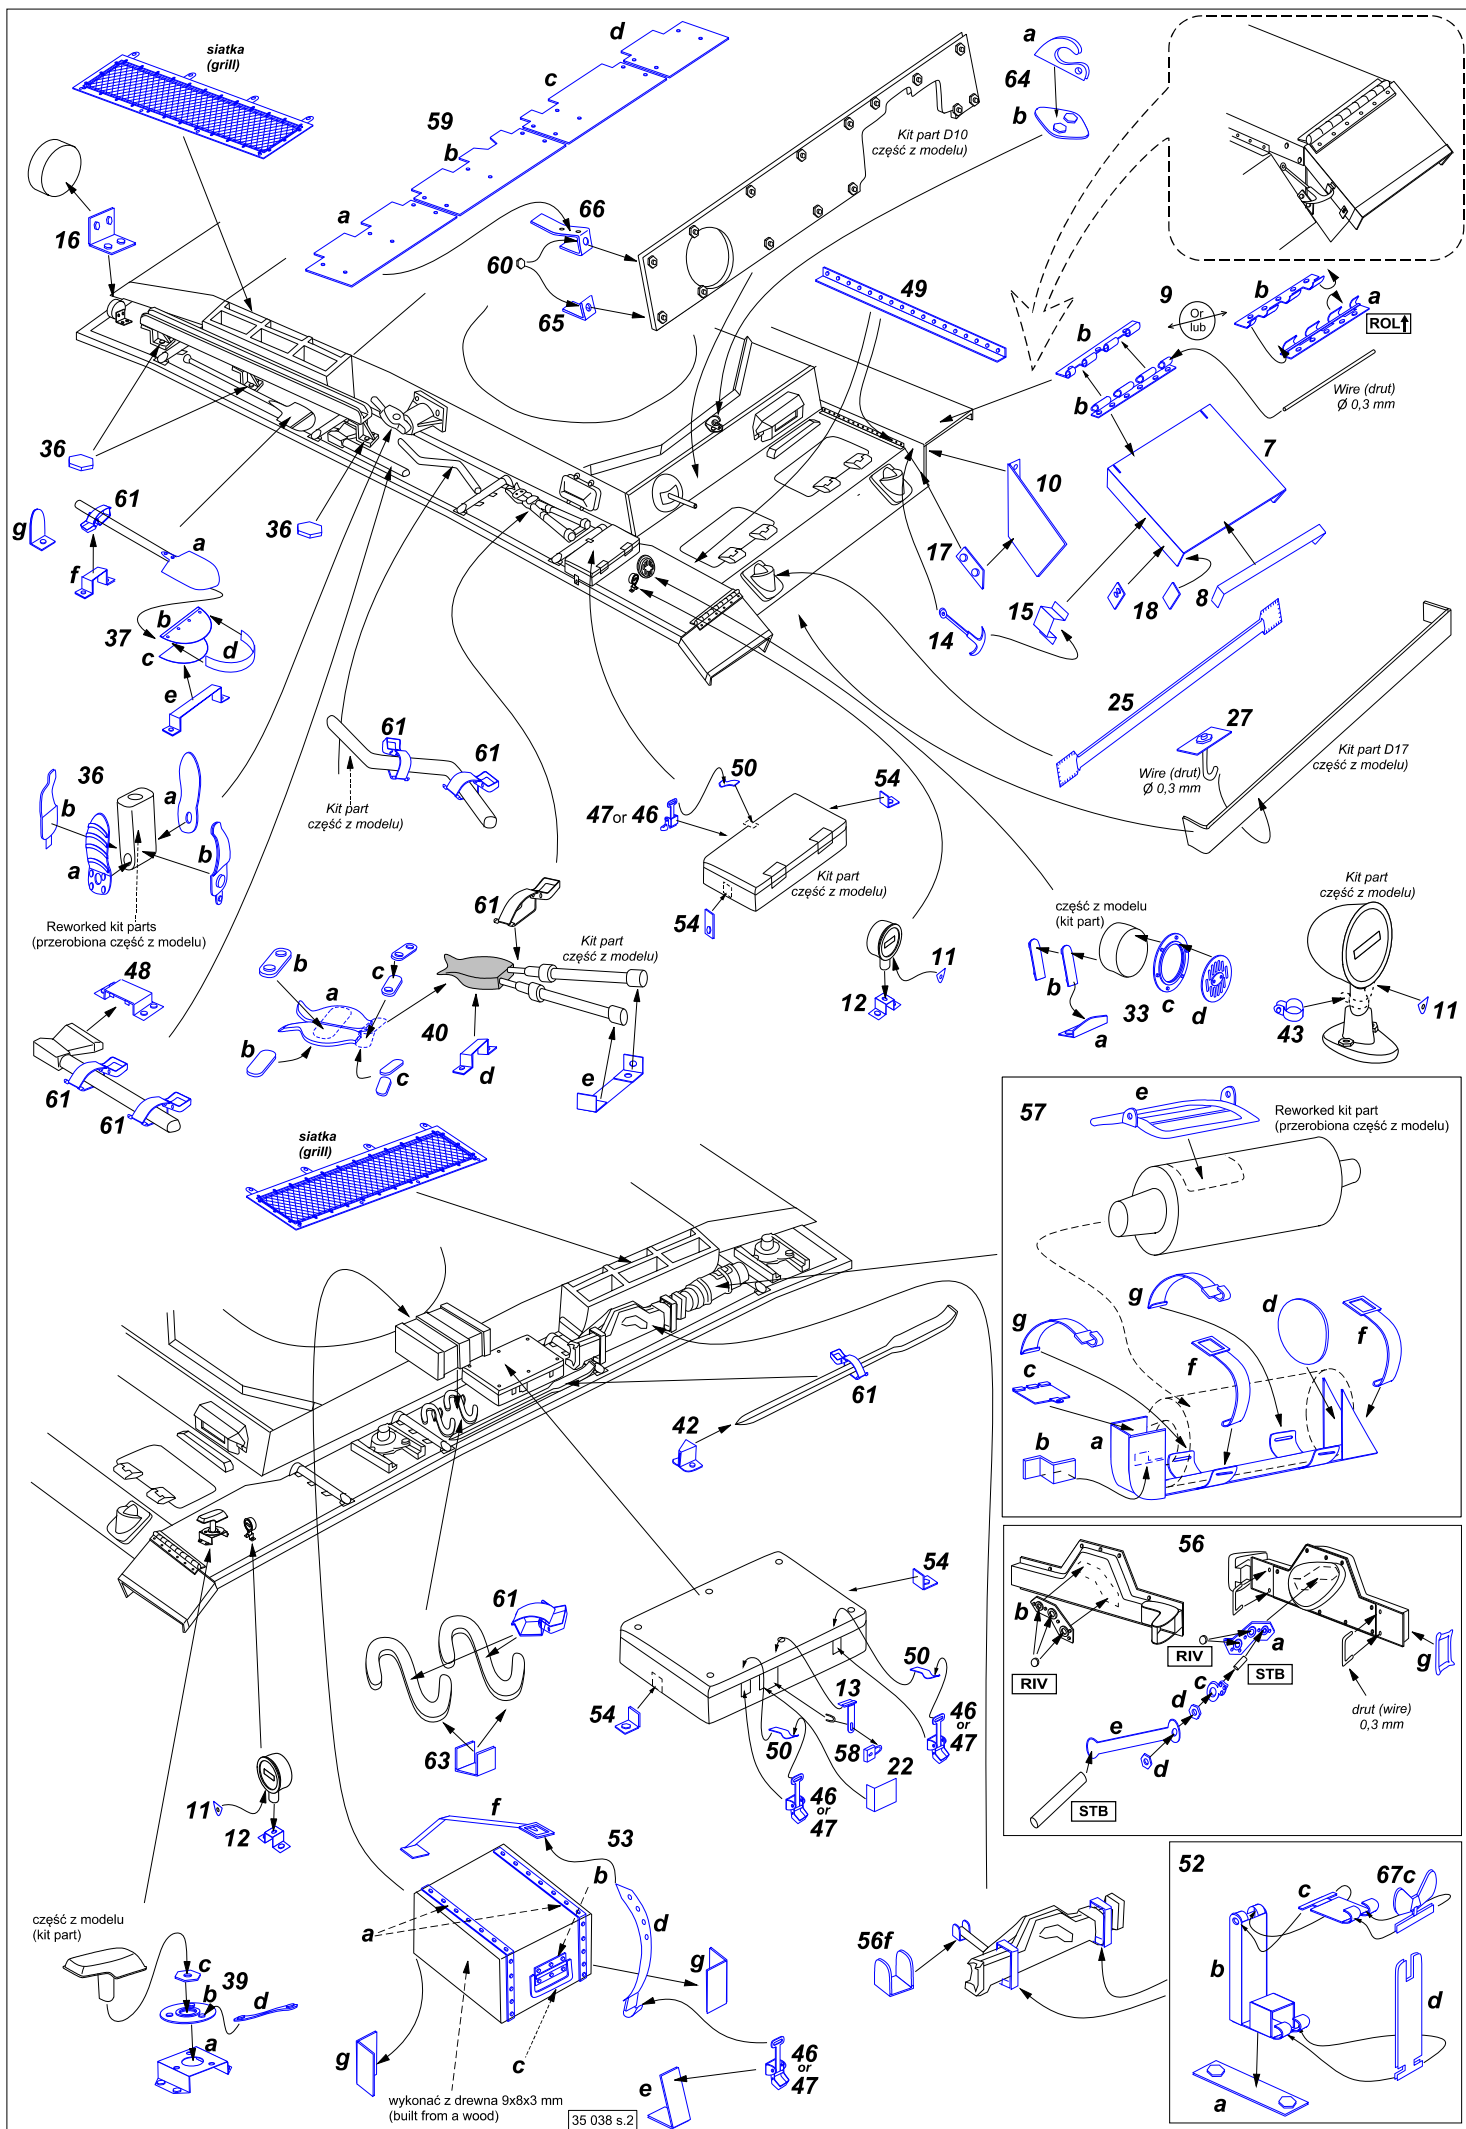 siatka
(grill)
d
c
59
b
a
16
66
60
65
Kit part D10
część z modelu)
a
64
b
49
9
b
a
Or
lub
ROL
b
b
Wire (drut)
Ø 0,3 mm
7
10
17
15
18
8
14
36
61
g
a
f
36
b
37
c
d
e
25
27
Wire (drut)
Ø 0,3 mm
Kit part D17
część z modelu)
61
61
Kit part
część z modelu)
36
b
a
a
b
Reworked kit parts
(przerobiona część z modelu)
50
54
47 or 46
Kit part
część z modelu)
54
61
Kit part
część z modelu)
48
b
c
a
b
c
40
d
e
61
61
11
12
część z modelu
(kit part)
b
33
a
c
d
Kit part
część z modelu)
43
11
siatka
(grill)
57
e
Reworked kit part
(przerobiona część z modelu)
g
g
d
f
f
c
b
a
61
42
56
b
RIV
RIV
a
STB
c
d
e
d
STB
g
drut (wire)
0,3 mm
61
63
54
54
50
13
50
58
22
46
or
47
46
or
47
11
12
f
53
b
a
d
g
g
c
e
46
or
47
wykonać z drewna 9x8x3 mm
(built from a wood)
35 038 s.2
część z modelu
(kit part)
c
39
b
d
a
56f
52
c
67c
b
d
a